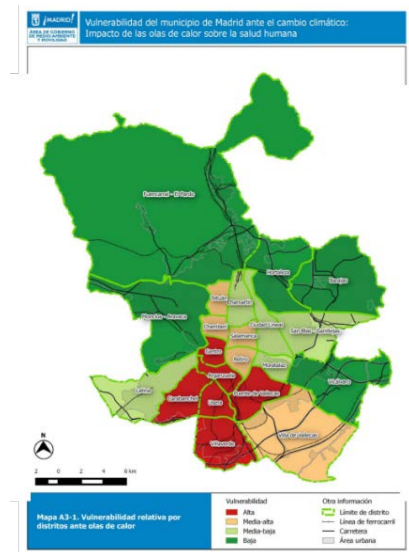 ¡MADRID!
ÁREA DE GOBIERNO
DE MEDIO AMBIENTE
Y MOVILIDAD
Vulnerabilidad del municipio de Madrid ante el cambio climático:
Impacto de las olas de calor sobre la salud humana
Fuencarral - El Pardo
Hortaleza
Barajas
Tetuán
Chamartín
Moncloa - Aravaca
Ciudad Lineal
San Blas - Canillejas
Chamberí
Salamanca
Centro
Retiro
Moratalaz
Vicálvaro
Latina
Arganzuela
Carabanchel
Usera
Puente de Vallecas
Villa de Vallecas
Villaverde
N
2 0 2 4 6 km
Mapa A3-1. Vulnerabilidad relativa por
distritos ante olas de calor
Vulnerabilidad
Alta
Media-alta
Media-baja
Baja
Otra información
Límite de distrito
Línea de ferrocarril
Carretera
Área urbana